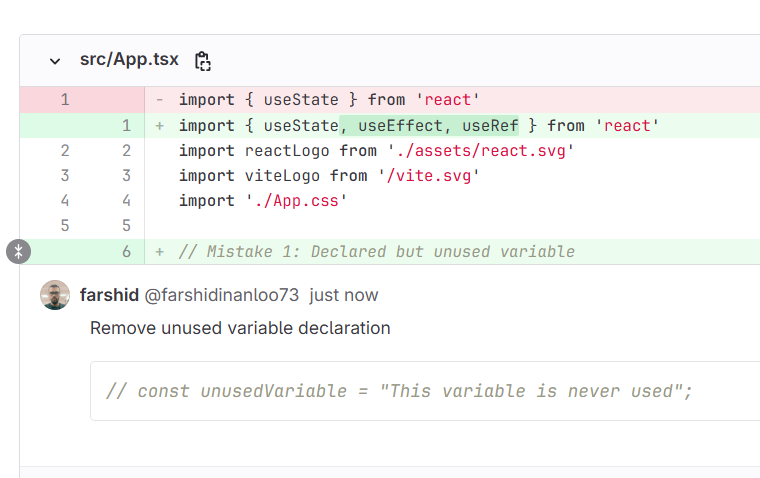 src/App.tsx
1 - import { useState } from 'react'
1 + import { useState, useEffect, useRef } from 'react'
2 2 import reactLogo from './assets/react.svg'
3 3 import viteLogo from '/vite.svg'
4 4 import './App.css'
5 5
6 + // Mistake 1: Declared but unused variable
farshid @farshidinanloo73 just now
Remove unused variable declaration
// const unusedVariable = "This variable is never used";